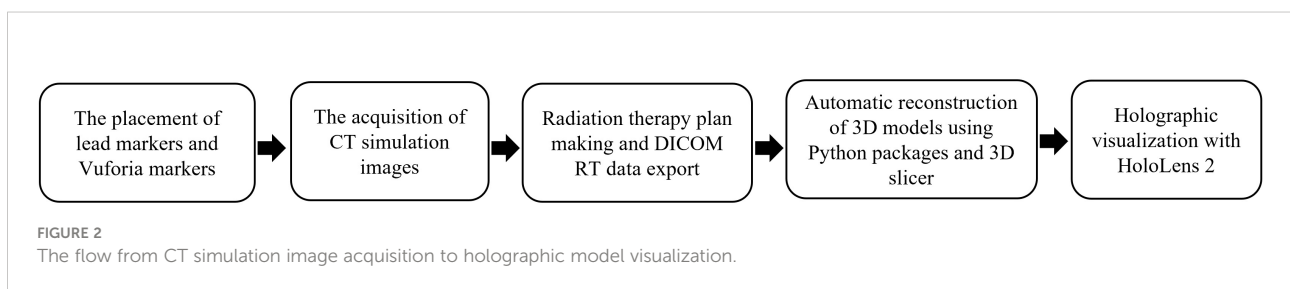 The placement of
lead markers and
Vuforia markers
The acquisition of
CT simulation
images
Radiation therapy plan
making and DICOM
RT data export
Automatic reconstruction
of 3D models using
Python packages and 3D
slicer
Holographic
visualization with
HoloLens 2
FIGURE 2
The flow from CT simulation image acquisition to holographic model visualization.